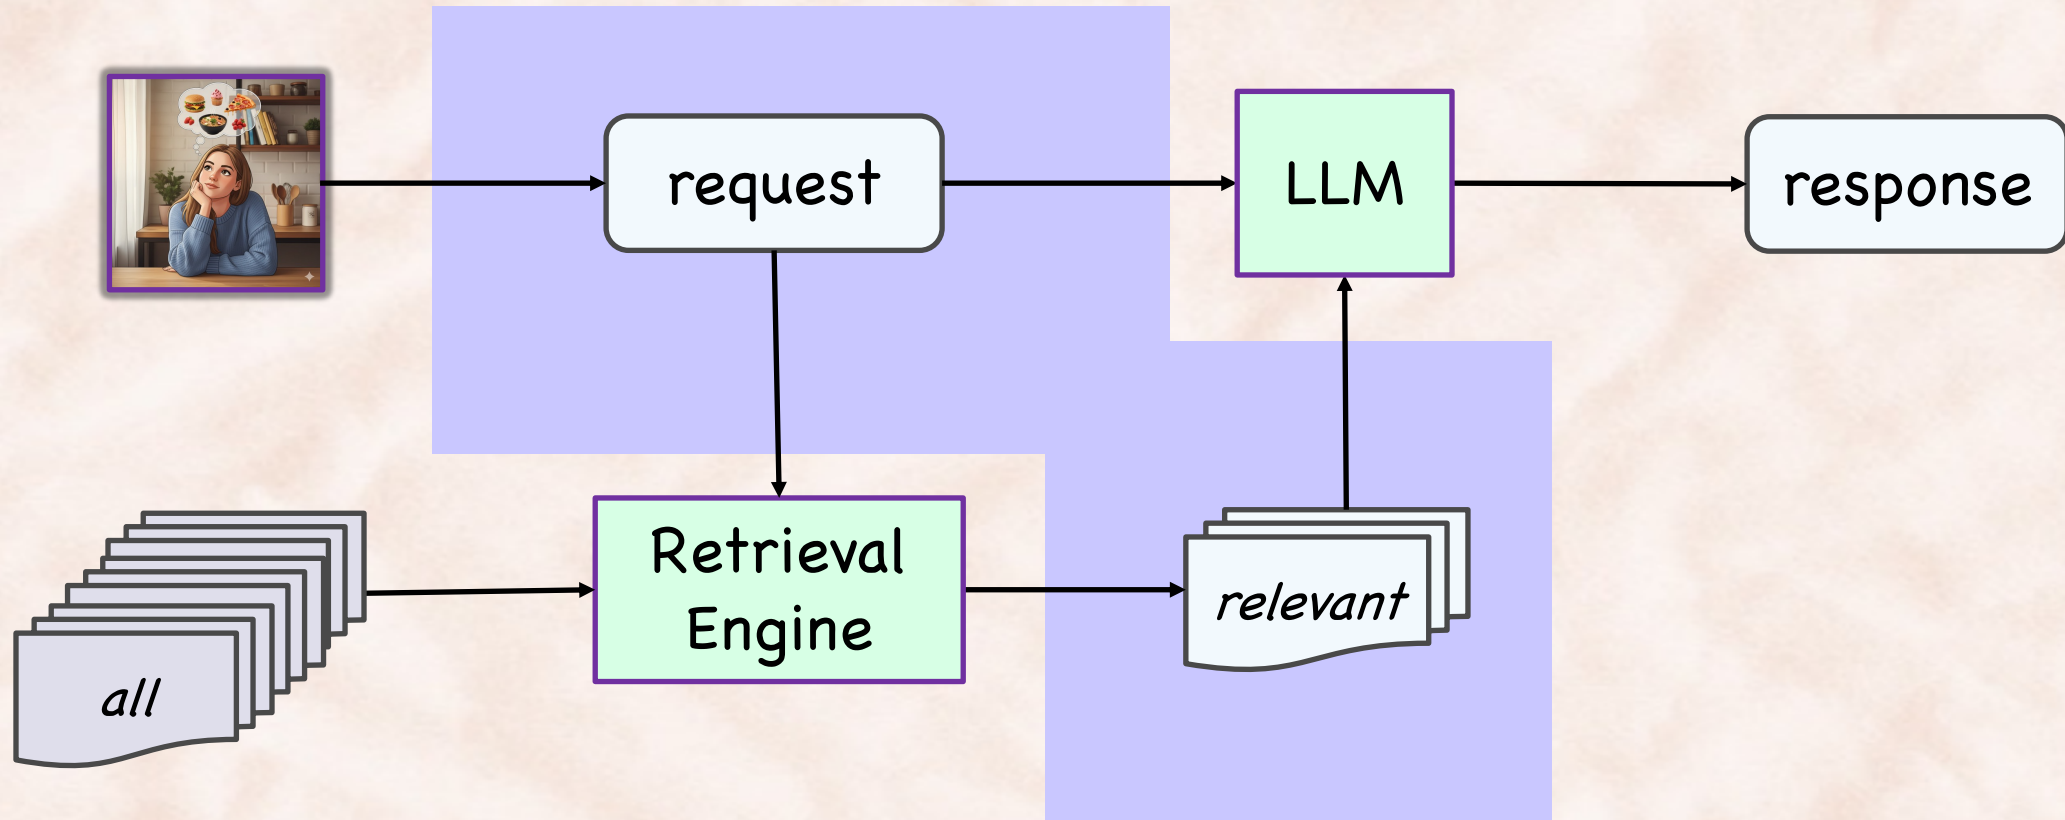 request
LLM
response
Retrieval
Engine
relevant
all